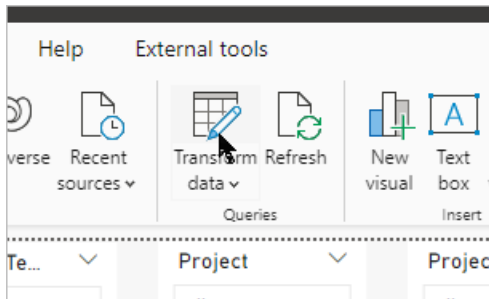 Help External tools
verse Recent sources
Transform data
Refresh
New visual
Text box
Queries
Insert
Te...
Project
Projec